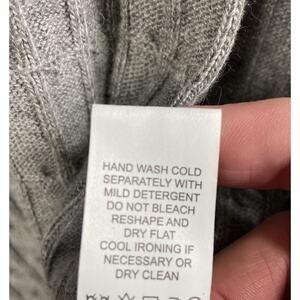 HAND WASH COLD
SEPARATELY WITH
MILD DETERGENT
DO NOT BLEACH
RESHAPE AND
DRY FLAT
COOL IRONING IF
NECESSARY OR
DRY CLEAN